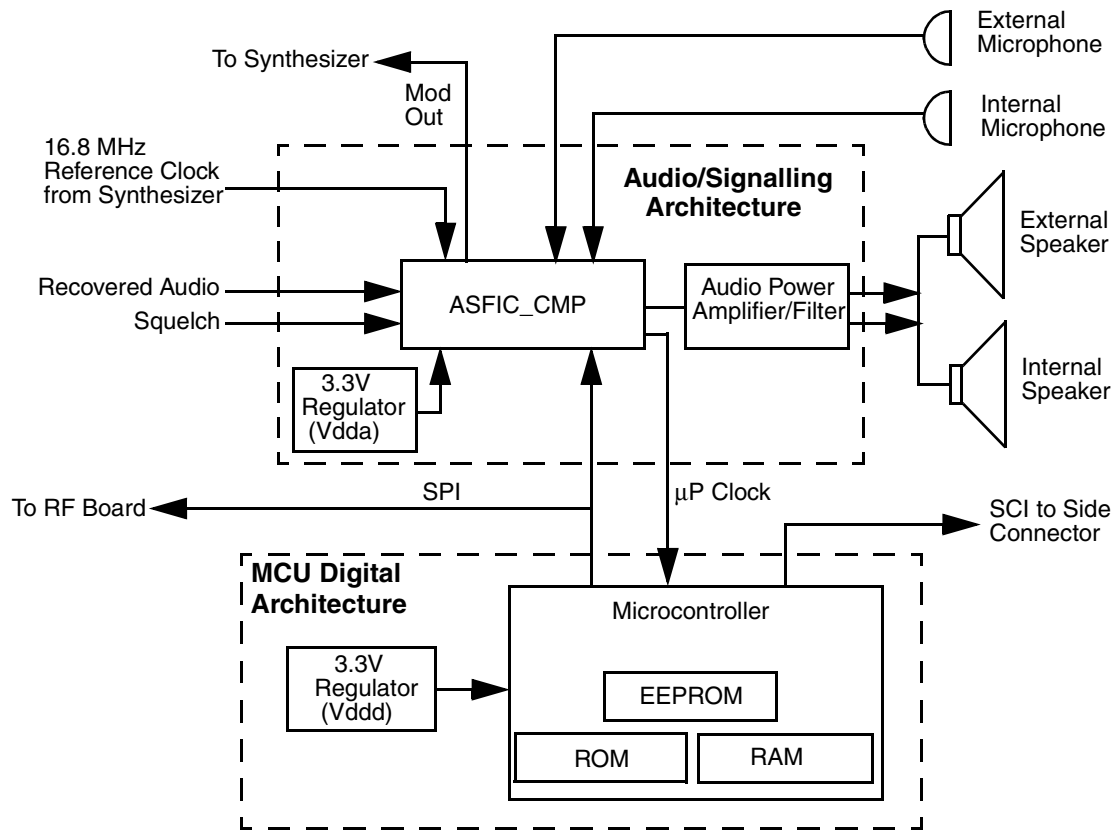 External
Microphone
To Synthesizer
Mod
Out
Internal
Microphone
16.8 MHz
Reference Clock
from Synthesizer
Audio/Signalling
Architecture
External
Speaker
Recovered Audio
Squelch
ASFIC_CMP
Audio Power
Amplifier/Filter
3.3V
Regulator
(Vdda)
Internal
Speaker
To RF Board
SPI
μP Clock
SCI to Side
Connector
MCU Digital
Architecture
Microcontroller
3.3V
Regulator
(Vddd)
EEPROM
ROM
RAM